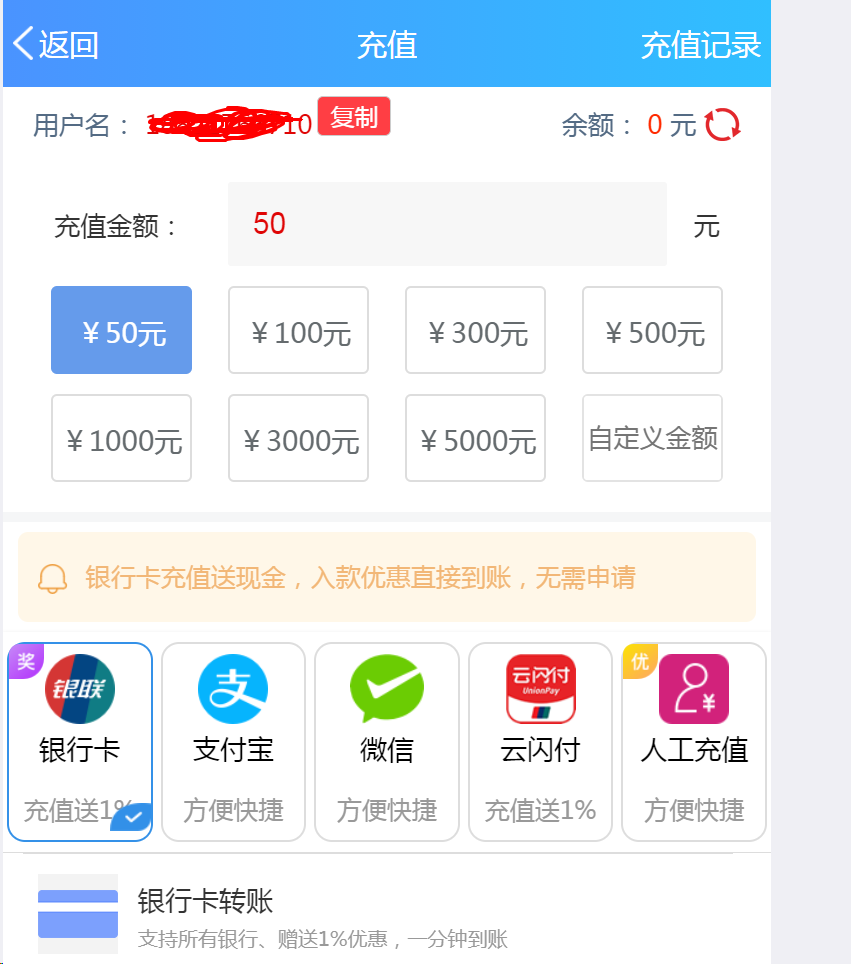 返回 充值 充值记录
用户名： 10 复制 余额： 0 元
充值金额： 50 元
￥50元 ￥100元 ￥300元 ￥500元
￥1000元 ￥3000元 ￥5000元 自定义金额
银行卡充值送现金，入款优惠直接到账，无需申请
奖 银联 支 云闪付 UnionPay 优 ¥
银行卡 支付宝 微信 云闪付 人工充值
充值送1% 方便快捷 方便快捷 充值送1% 方便快捷
银行卡转账
支持所有银行、赠送1%优惠，一分钟到账